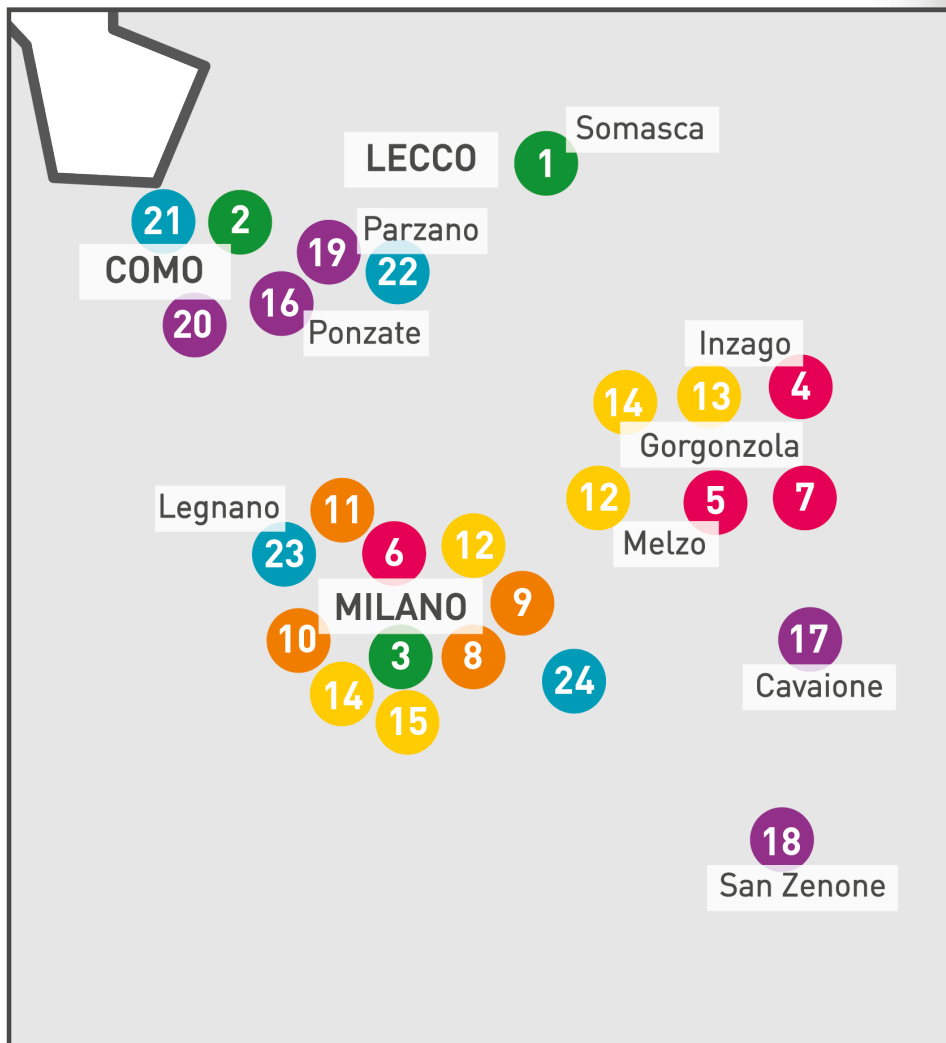 Somasca
LECCO
1
21
2
Parzano
19
COMO
22
16
20
Ponzate
Inzago
14
13
4
Gorgonzola
12
5
7
Legnano
11
Melzo
23
6
12
MILANO
9
10
3
8
17
14
24
Cavaione
15
18
San Zenone